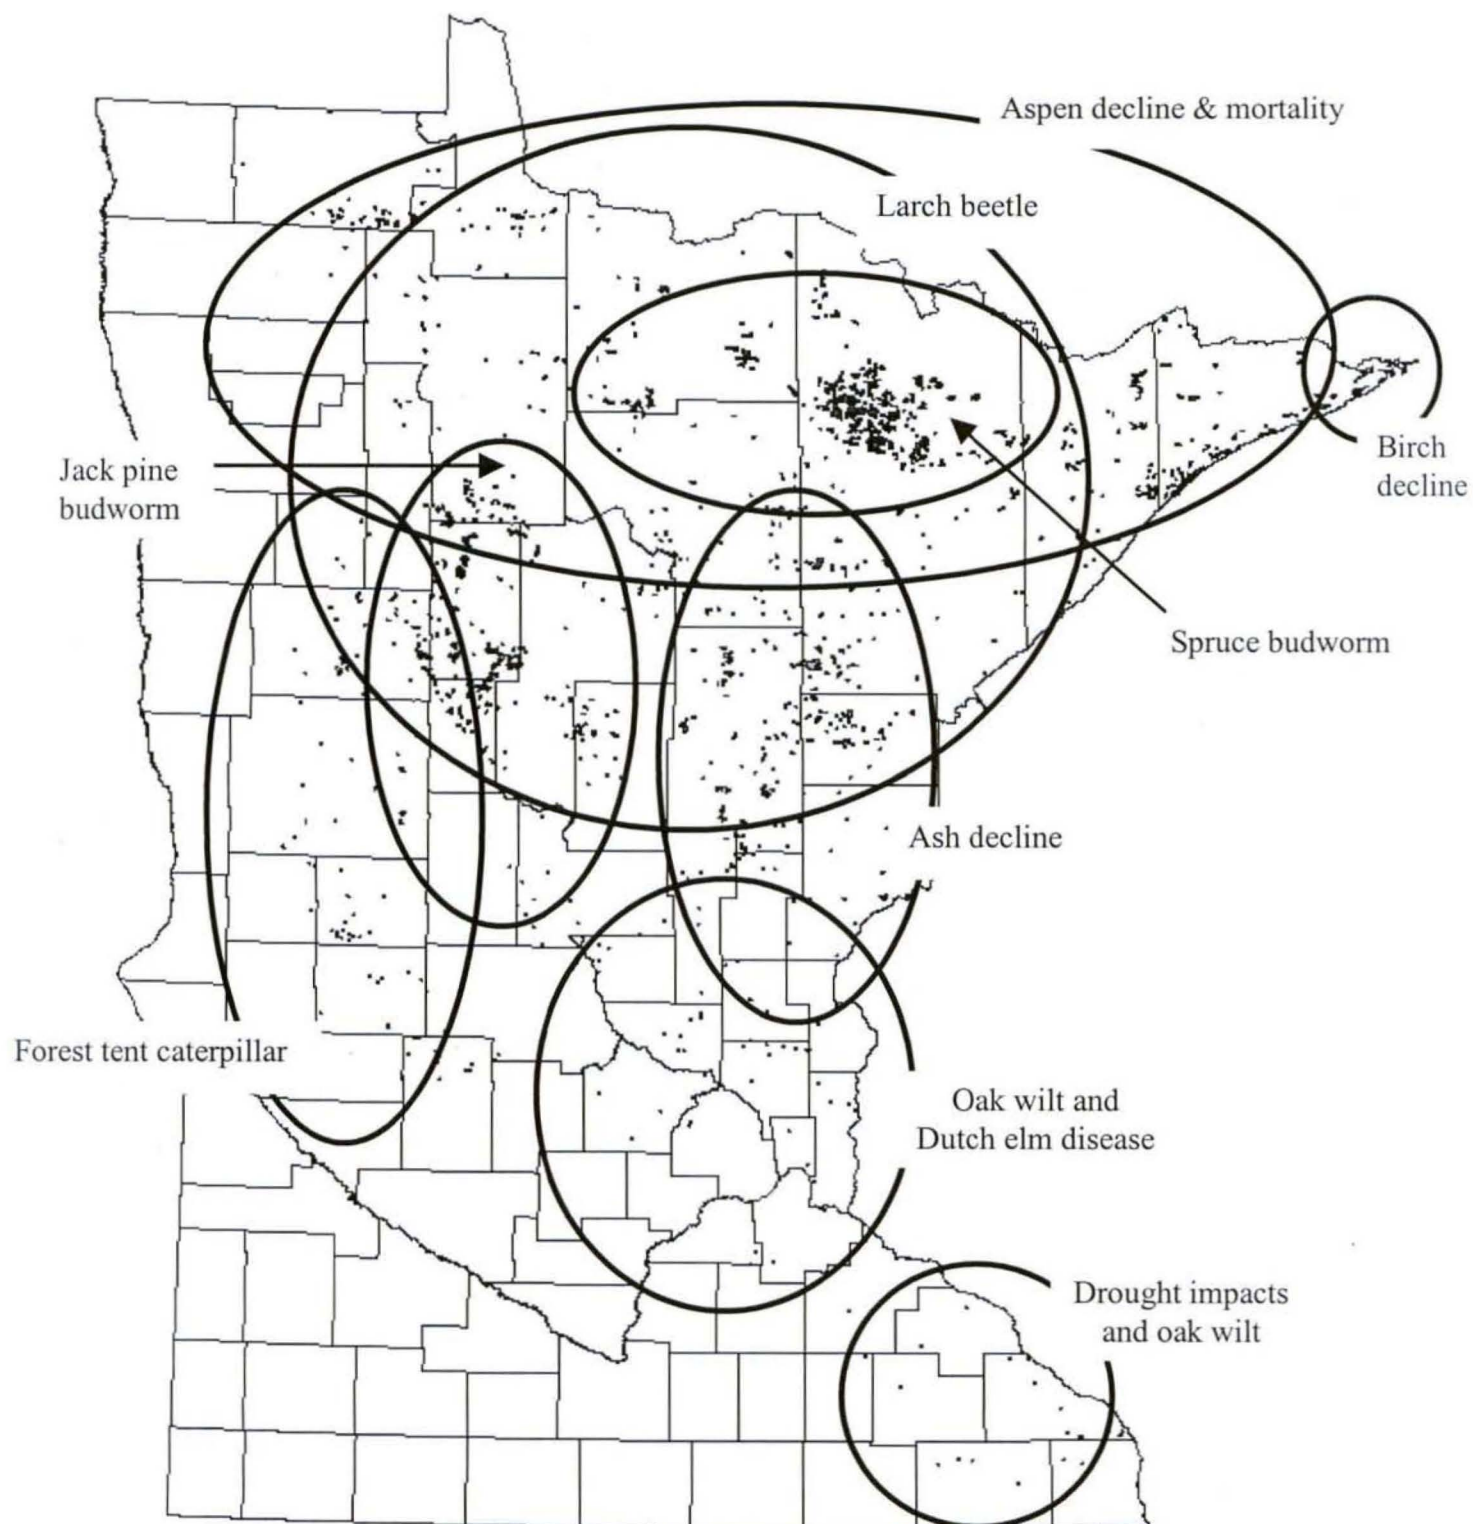 Aspen decline & mortality
Larch beetle
Birch
decline
Jack pine
budworm
Spruce budworm
Ash decline
Forest tent caterpillar
Oak wilt and
Dutch elm disease
Drought impacts
and oak wilt